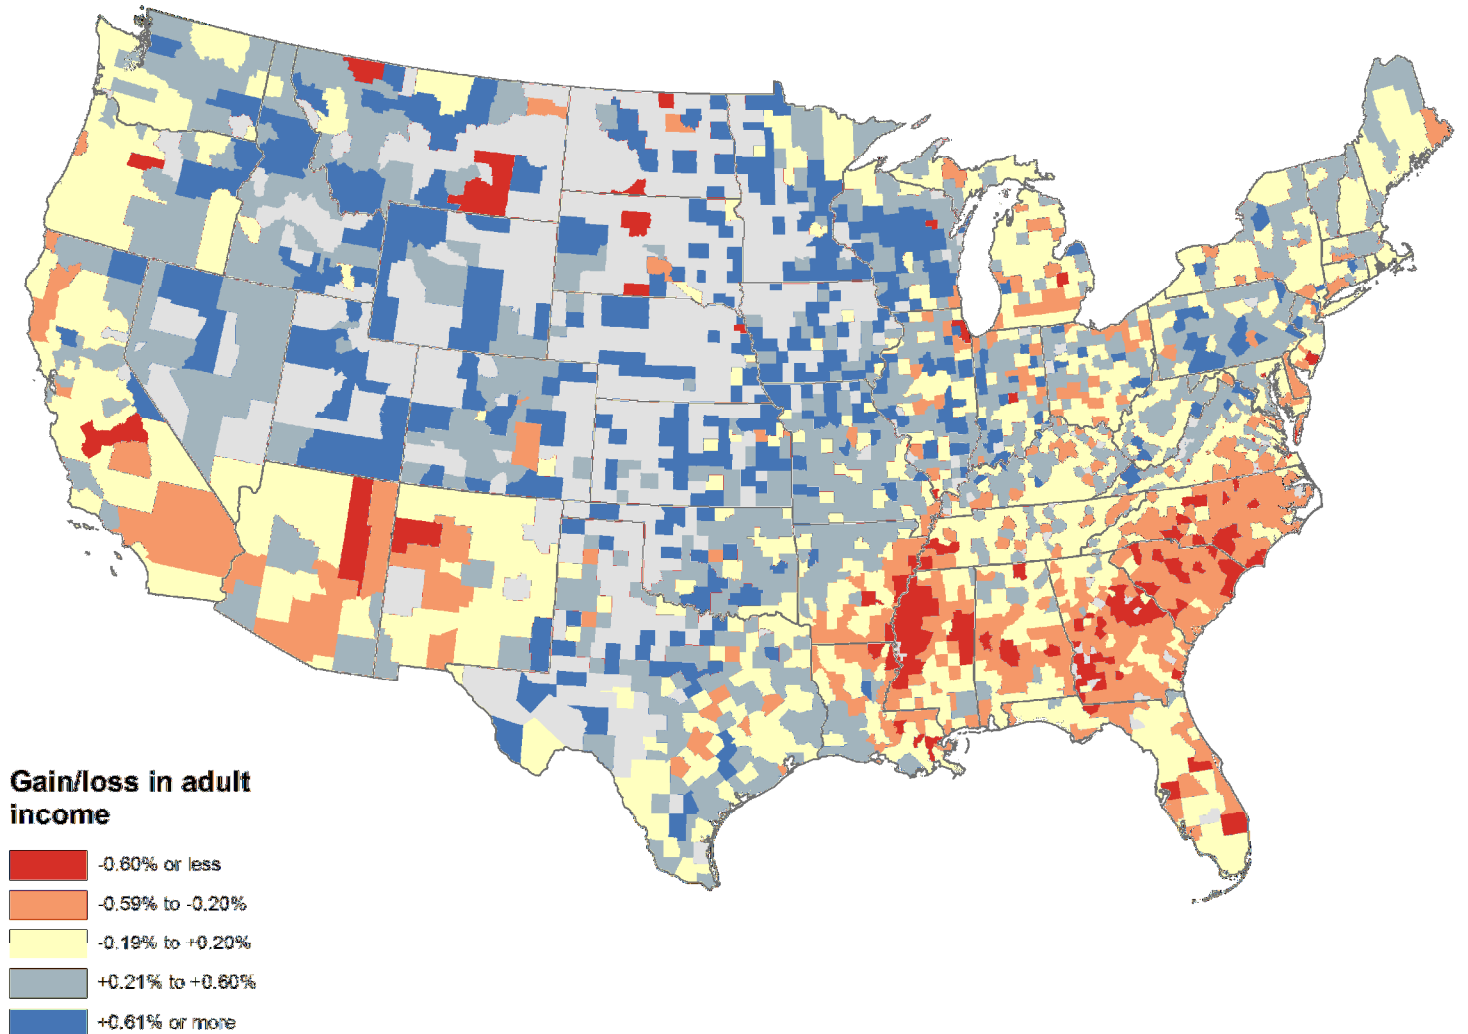 Gain/loss in adult
income
-0.60% or less
-0.59% to -0.20%
-0.19% to +0.20%
+0.21% to +0.60%
+0.61% or more